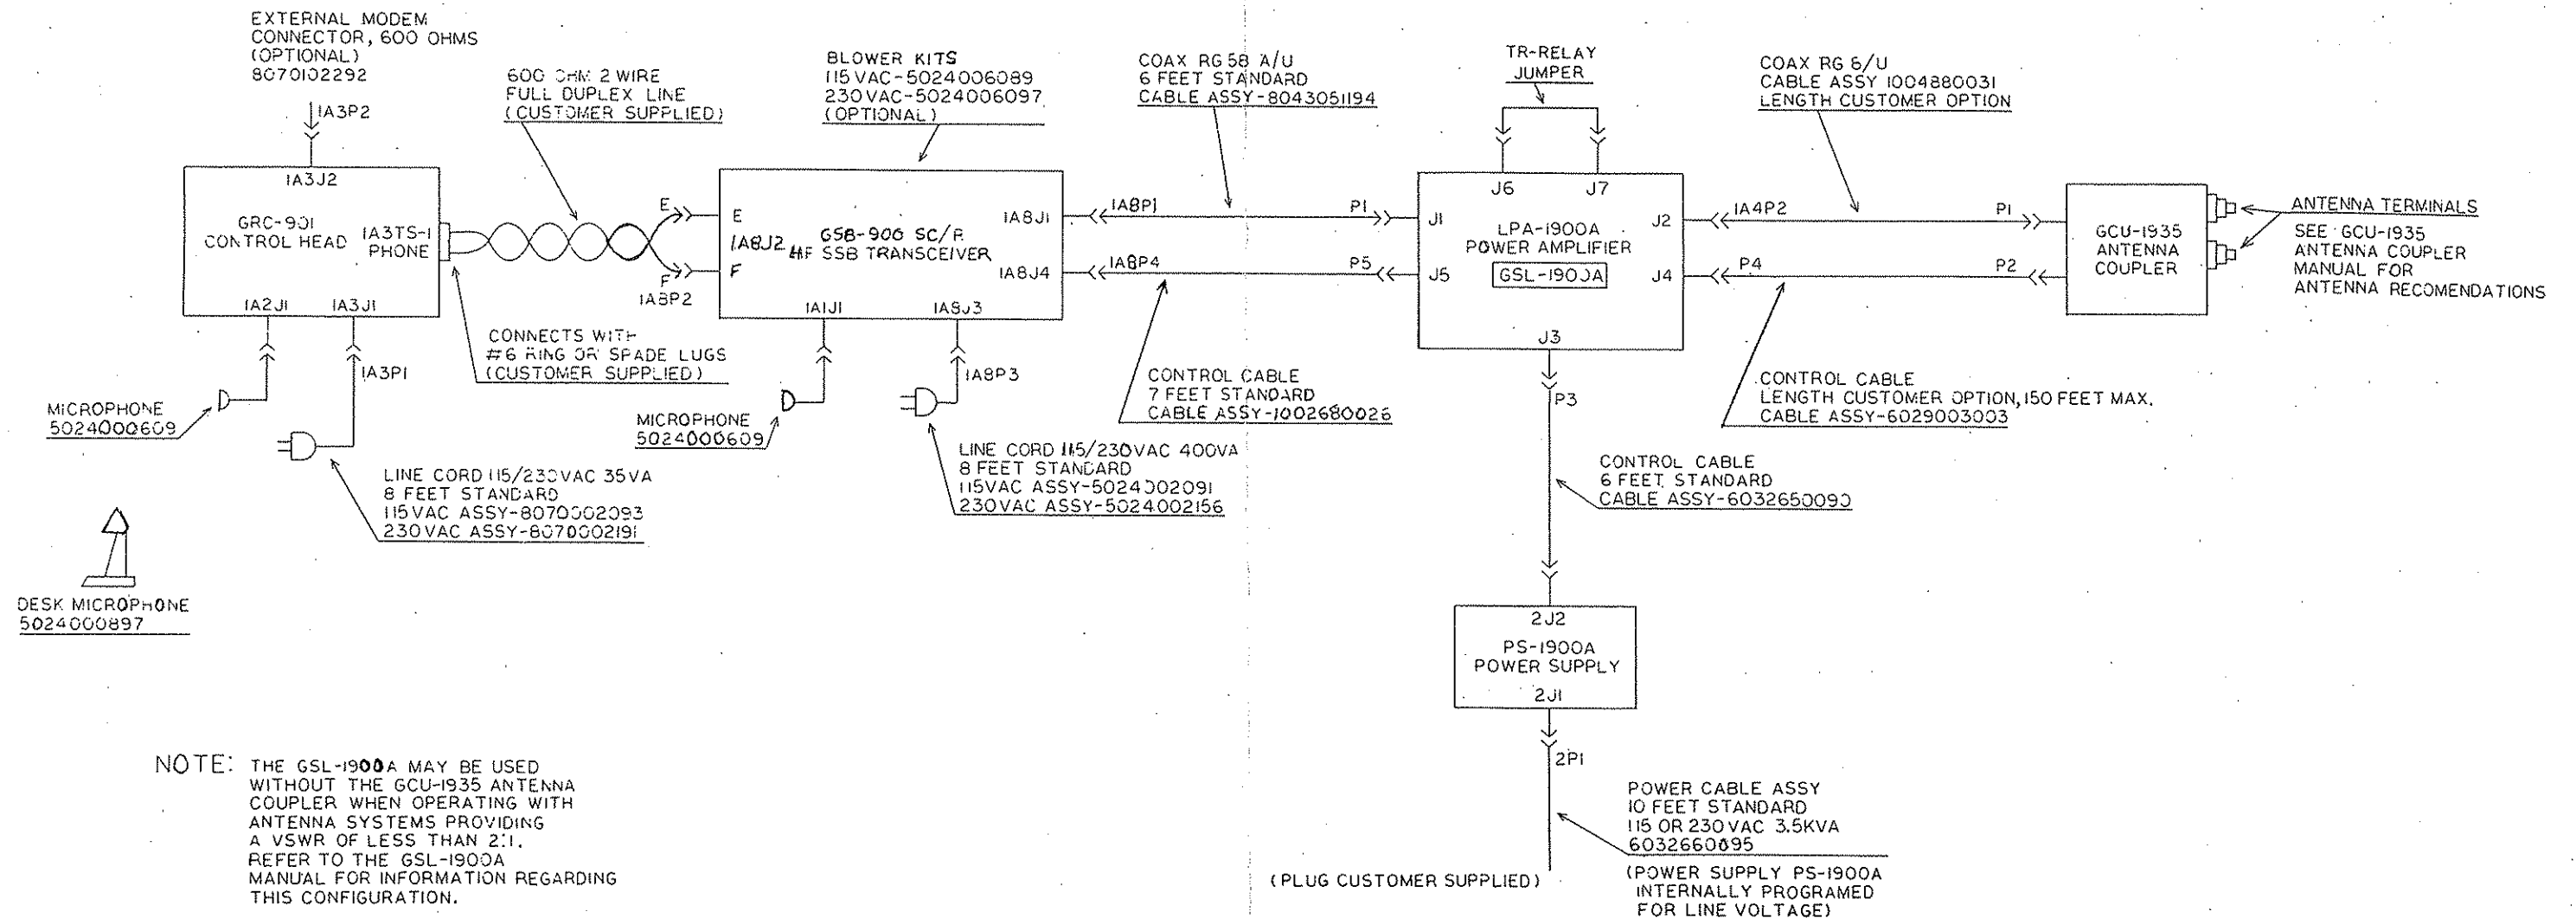 EXTERNAL MODEM
CONNECTOR, 600 OHMS
(OPTIONAL)
8070102292
1A3P2
600 OHM 2 WIRE
FULL DUPLEX LINE
(CUSTOMER SUPPLIED)
BLOWER KITS
115 VAC-5024006089
230 VAC-5024006097
(OPTIONAL)
COAX RG 58 A/U
6 FEET STANDARD
CABLE ASSY-8043051194
TR-RELAY
JUMPER
COAX RG 8/U
CABLE ASSY 1004880031
LENGTH CUSTOMER OPTION
1A3J2
GRC-901
CONTROL HEAD
1A3TS-1
PHONE
1A2J1
1A3J1
E
F
1A8P2
E
1A8J2
F
GSB-900 SC/R
HF SSB TRANSCEIVER
1A8J1
1A8J4
1A1J1
1A8J3
1A8P1
P1
1A8P4
P5
J6
J7
J1
J2
LPA-1900A
POWER AMPLIFIER
GSL-1900A
J5
J4
J3
1A4P2
P1
P4
P2
GCU-1935
ANTENNA
COUPLER
ANTENNA TERMINALS
SEE GCU-1935
ANTENNA COUPLER
MANUAL FOR
ANTENNA RECOMENDATIONS
1A3P1
CONNECTS WITH
#6 RING OR SPADE LUGS
(CUSTOMER SUPPLIED)
MICROPHONE
5024000609
MICROPHONE
5024000609
1A8P3
CONTROL CABLE
7 FEET STANDARD
CABLE ASSY-1002680026
P3
CONTROL CABLE
LENGTH CUSTOMER OPTION, 150 FEET MAX.
CABLE ASSY-6029003003
LINE CORD 115/230VAC 35VA
8 FEET STANDARD
115 VAC ASSY-8070002093
230 VAC ASSY-8070002191
LINE CORD 115/230VAC 400VA
8 FEET STANDARD
115VAC ASSY-5024002091
230 VAC ASSY-5024002156
CONTROL CABLE
6 FEET STANDARD
CABLE ASSY-6032650090
DESK MICROPHONE
5024000897
2J2
PS-1900A
POWER SUPPLY
2J1
2P1
NOTE: THE GSL-1900A MAY BE USED
WITHOUT THE GCU-1935 ANTENNA
COUPLER WHEN OPERATING WITH
ANTENNA SYSTEMS PROVIDING
A VSWR OF LESS THAN 2:1.
REFER TO THE GSL-1900A
MANUAL FOR INFORMATION REGARDING
THIS CONFIGURATION.
POWER CABLE ASSY
10 FEET STANDARD
115 OR 230 VAC 3.5KVA
6032660895
(PLUG CUSTOMER SUPPLIED)
(POWER SUPPLY PS-1900A
INTERNALLY PROGRAMED
FOR LINE VOLTAGE)